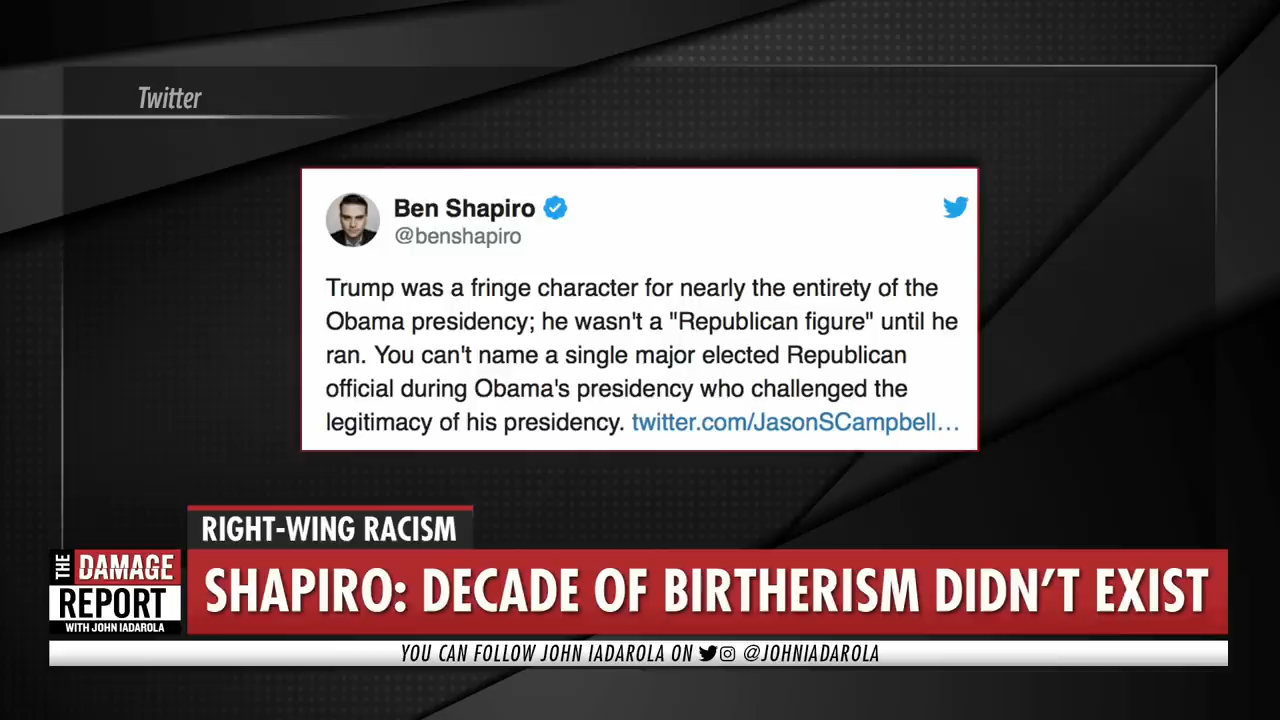 Twitter
Ben Shapiro
@benshapiro
Trump was a fringe character for nearly the entirety of the
Obama presidency; he wasn't a "Republican figure" until he
ran. You can't name a single major elected Republican
official during Obama's presidency who challenged the
legitimacy of his presidency. twitter.com/JasonSCampbell…
RIGHT-WING RACISM
THE
DAMAGE
REPORT
WITH JOHN IADAROLA
SHAPIRO: DECADE OF BIRTHERISM DIDN'T EXIST
YOU CAN FOLLOW JOHN IADAROLA ON @JOHNIADAROLA